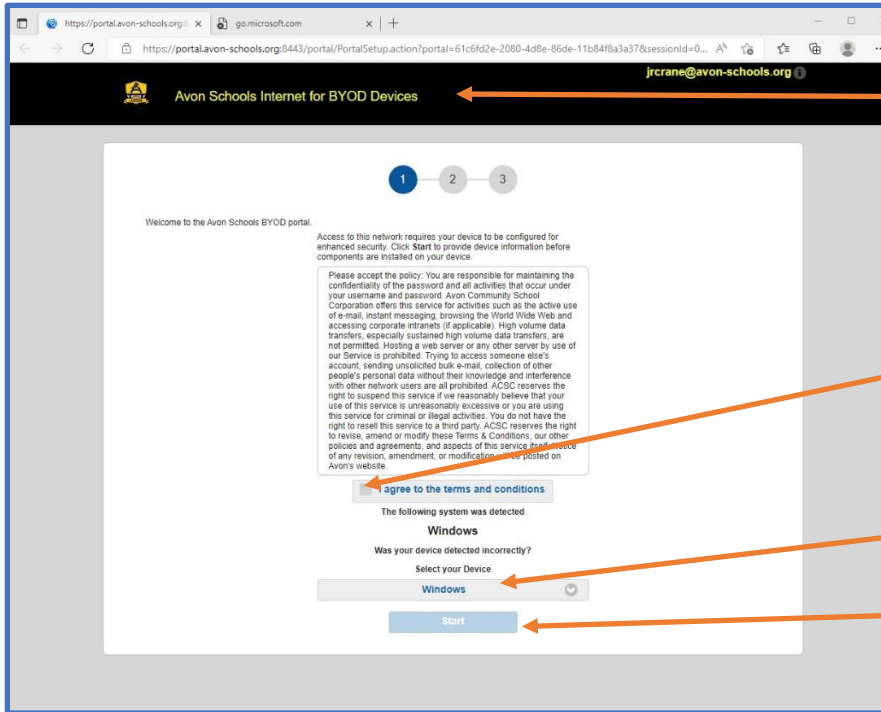 https://portal.avon-schools.org:8
go.microsoft.com
https://portal.avon-schools.org:8443/portal/PortalSetup.action?portal=61c6fd2e-2080-4d8e-86de-11b84f8a3a37&sessionId=0...
jrcrane@avon-schools.org
Avon Schools Internet for BYOD Devices
1 2 3
Welcome to the Avon Schools BYOD portal.
Access to this network requires your device to be configured for
enhanced security. Click Start to provide device information before
components are installed on your device.
Please accept the policy: You are responsible for maintaining the
confidentiality of the password and all activities that occur under
your username and password. Avon Community School
Corporation offers this service for activities such as the active use
of e-mail, instant messaging, browsing the World Wide Web and
accessing corporate intranets (if applicable). High volume data
transfers, especially sustained high volume data transfers, are
not permitted. Hosting a web server or any other server by use of
our Service is prohibited. Trying to access someone else's
account, sending unsolicited bulk e-mail, collection of other
people's personal data without their knowledge and interference
with other network users are all prohibited. ACSC reserves the
right to suspend this service if we reasonably believe that your
use of this service is unreasonably excessive or you are using
this service for criminal or illegal activities. You do not have the
right to resell this service to a third party. ACSC reserves the right
to revise, amend or modify these Terms & Conditions, our other
policies and agreements, and aspects of this service itself. Notice
of any revision, amendment, or modification will be posted on
Avon's website.
I agree to the terms and conditions
The following system was detected
Windows
Was your device detected incorrectly?
Select your Device
Windows
Start